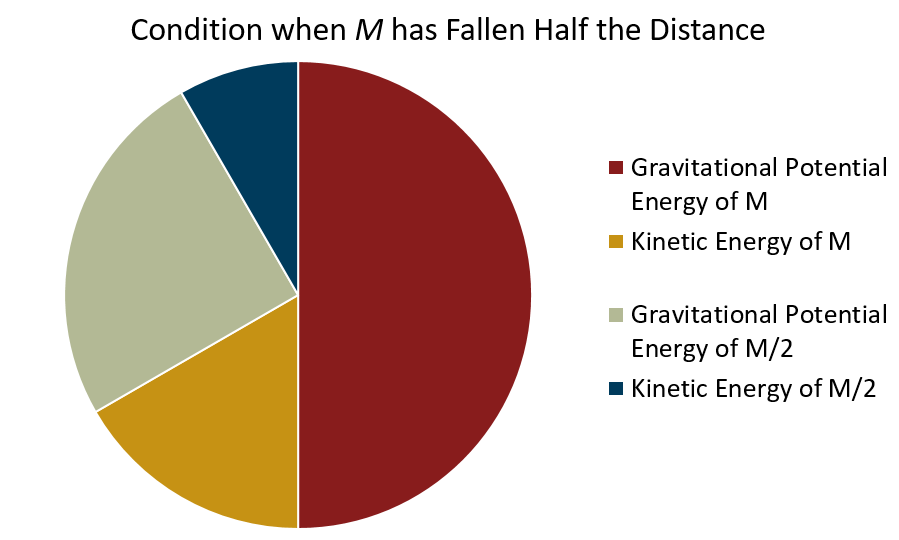 Condition when M has Fallen Half the Distance
Gravitational Potential
Energy of M
Kinetic Energy of M
Gravitational Potential
Energy of M/2
Kinetic Energy of M/2